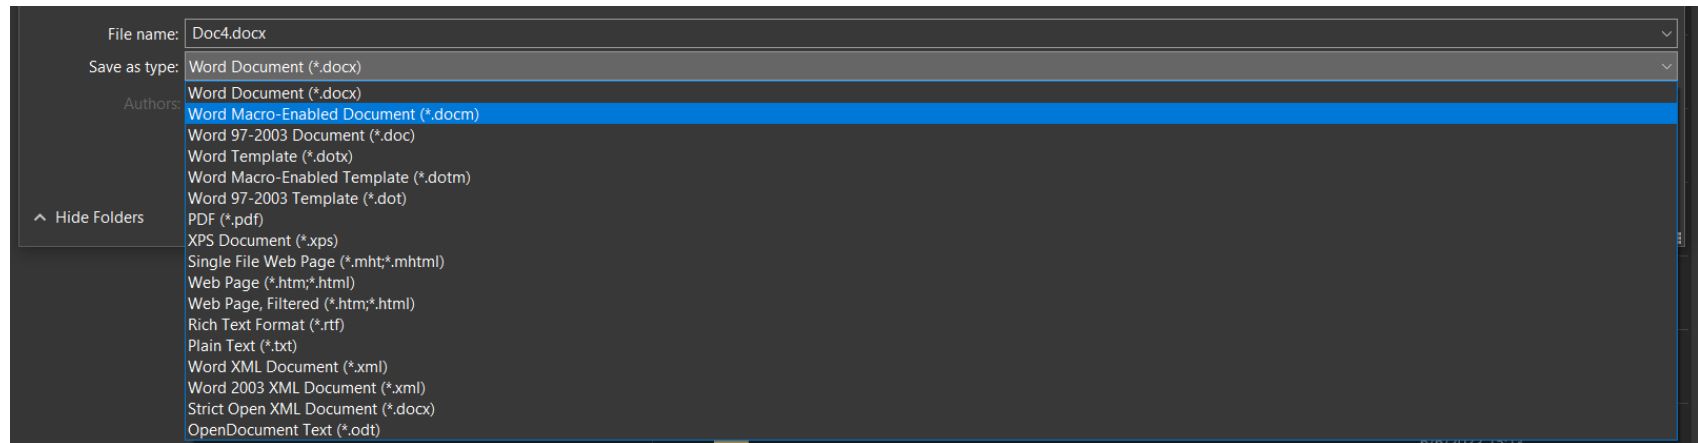 File name: Doc4.docx
Save as type: Word Document (*.docx)
Authors:
Word Document (*.docx)
Word Macro-Enabled Document (*.docm)
Word 97-2003 Document (*.doc)
Word Template (*.dotx)
Word Macro-Enabled Template (*.dotm)
Word 97-2003 Template (*.dot)
Hide Folders
PDF (*.pdf)
XPS Document (*.xps)
Single File Web Page (*.mht;*.mhtml)
Web Page (*.htm;*.html)
Web Page, Filtered (*.htm;*.html)
Rich Text Format (*.rtf)
Plain Text (*.txt)
Word XML Document (*.xml)
Word 2003 XML Document (*.xml)
Strict Open XML Document (*.docx)
OpenDocument Text (*.odt)